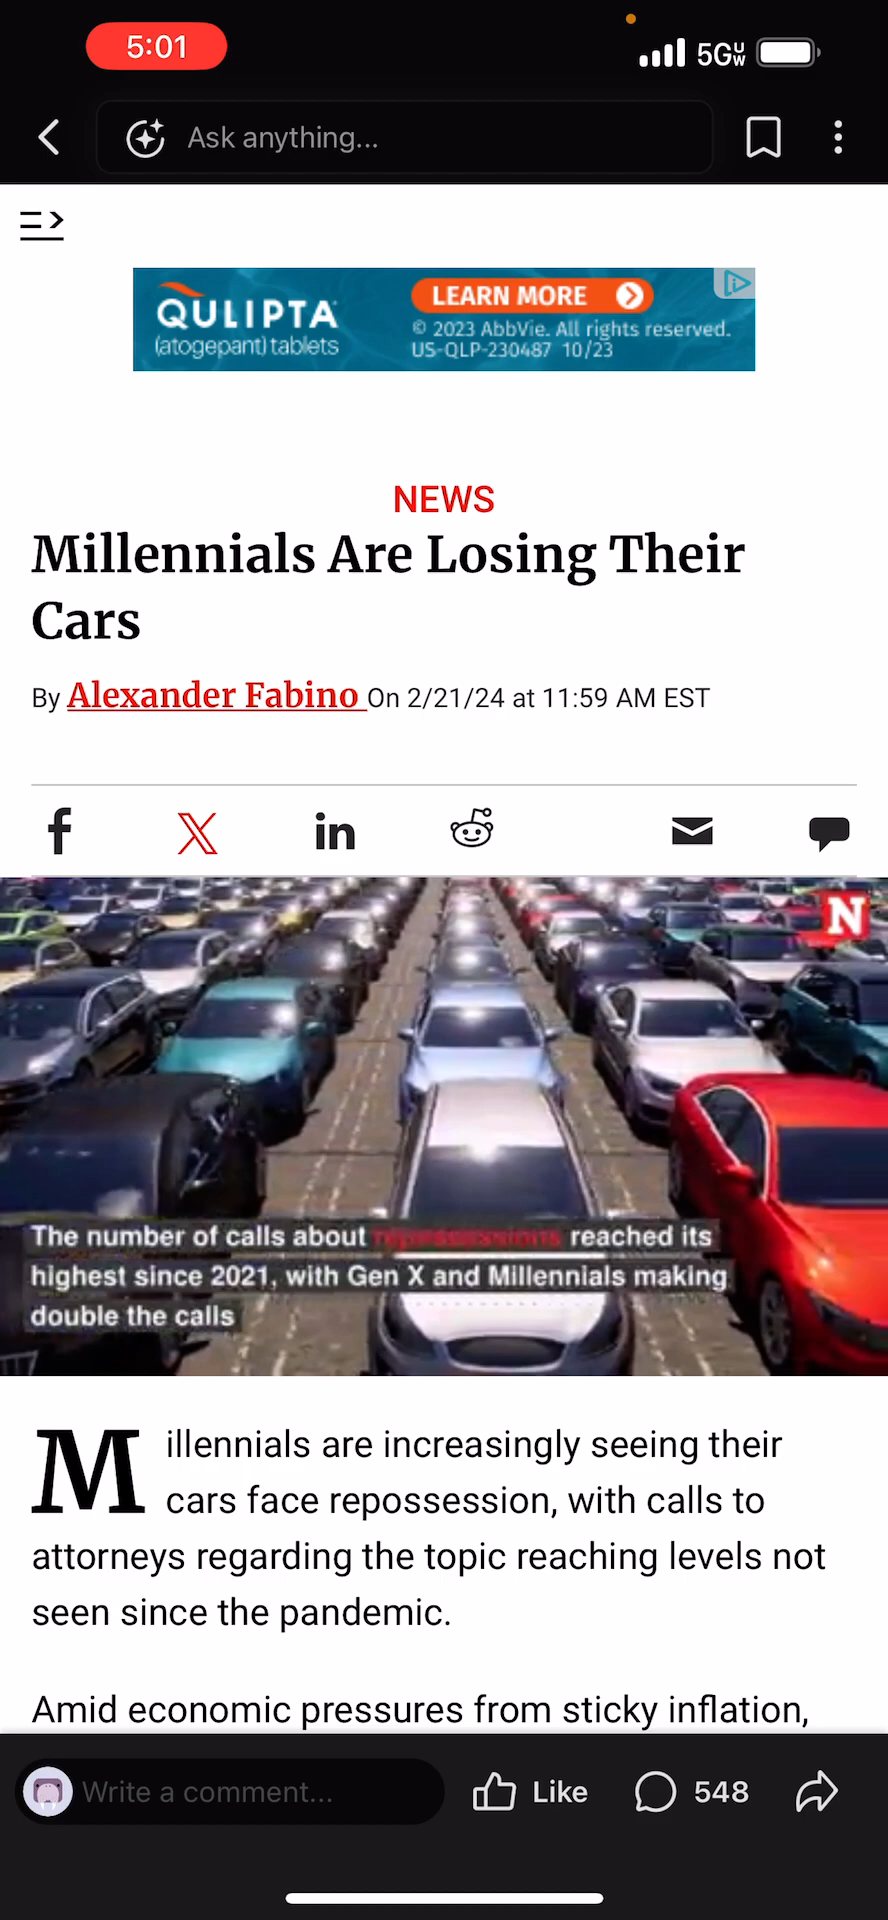 5:01
5G UW
Ask anything...
QULIPTA
(atogepant) tablets
LEARN MORE
© 2023 AbbVie. All rights reserved.
US-QLP-230487 10/23
NEWS
Millennials Are Losing Their
Cars
By Alexander Fabino On 2/21/24 at 11:59 AM EST
N
The number of calls about repossessions reached its
highest since 2021, with Gen X and Millennials making
double the calls
Millennials are increasingly seeing their
cars face repossession, with calls to
attorneys regarding the topic reaching levels not
seen since the pandemic.
Amid economic pressures from sticky inflation,
Write a comment...
Like
548